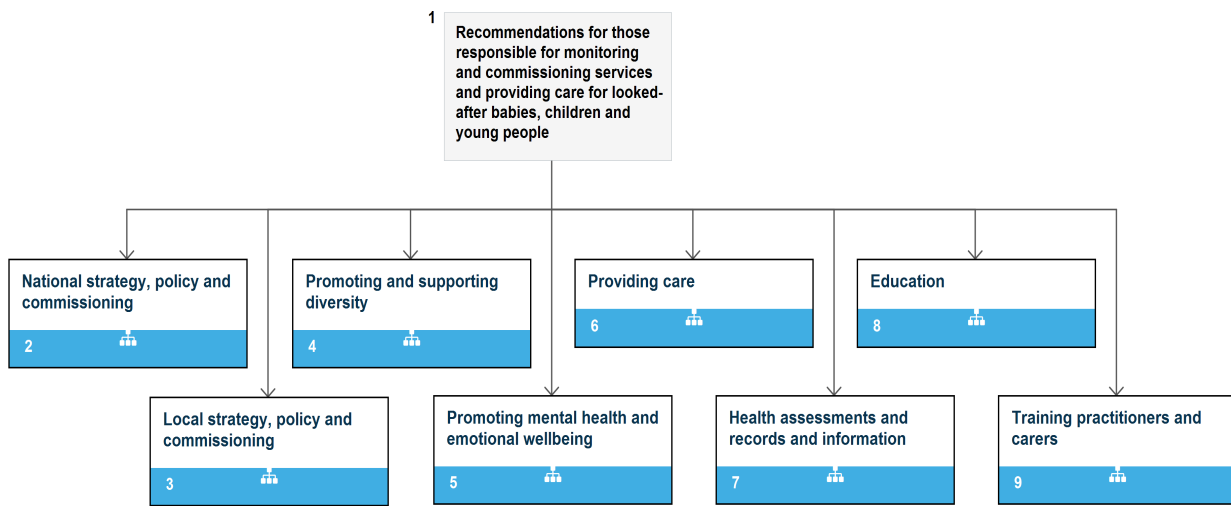 1
Recommendations for those
responsible for monitoring
and commissioning services
and providing care for looked-
after babies, children and
young people
National strategy, policy and
commissioning
2
Local strategy, policy and
commissioning
3
Promoting and supporting
diversity
4
Promoting mental health and
emotional wellbeing
5
Providing care
6
Health assessments and
records and information
7
Education
8
Training practitioners and
carers
9